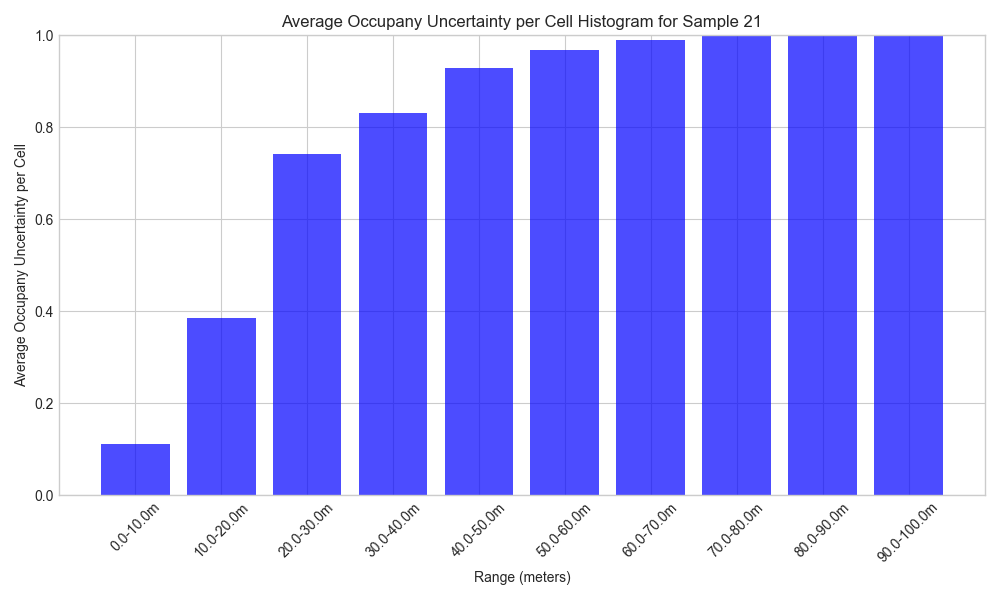 Average Occupany Uncertainty per Cell Histogram for Sample 21
Average Occupany Uncertainty per Cell
1.0
0.8
0.6
0.4
0.2
0.0
0.0-10.0m
10.0-20.0m
20.0-30.0m
30.0-40.0m
40.0-50.0m
50.0-60.0m
60.0-70.0m
70.0-80.0m
80.0-90.0m
90.0-100.0m
Range (meters)